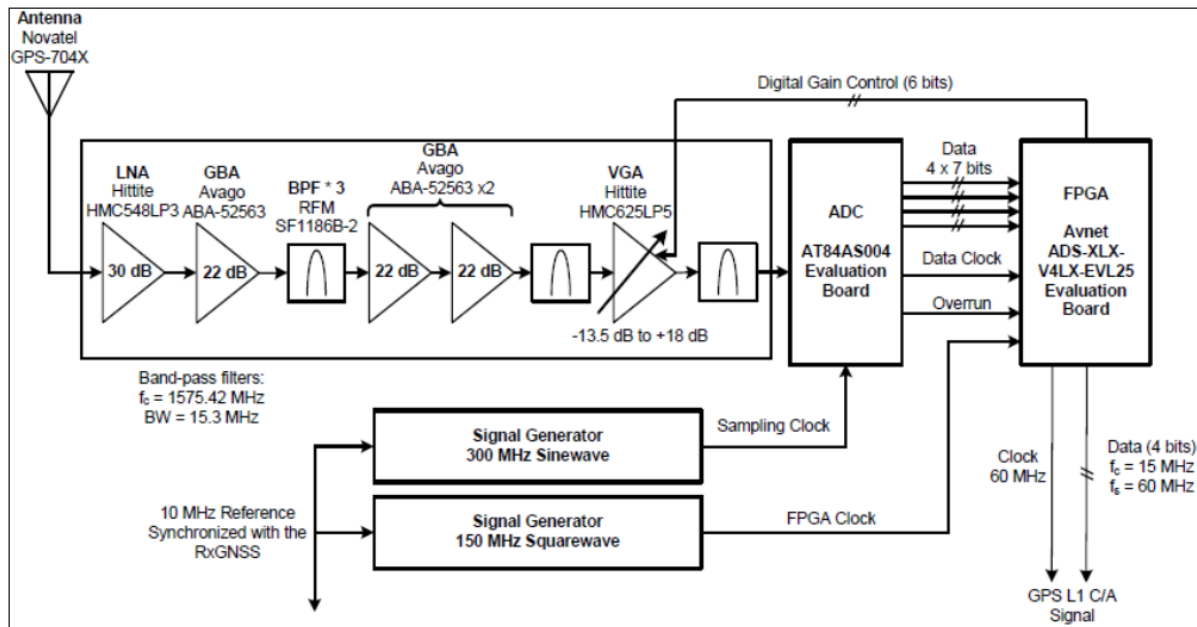 Antenna
Novatel
GPS-704X
Digital Gain Control (6 bits)
LNA
Hittite
HMC548LP3
GBA
Avago
ABA-52563
BPF * 3
RFM
SF1186B-2
GBA
Avago
ABA-52563 x2
VGA
Hittite
HMC625LP5
30 dB
22 dB
22 dB
22 dB
-13.5 dB to +18 dB
ADC
AT84AS004
Evaluation
Board
Data
4 x 7 bits
Data Clock
Overrun
FPGA
Avnet
ADS-XLX-
V4LX-EVL25
Evaluation
Board
Band-pass filters:
fc = 1575.42 MHz
BW = 15.3 MHz
Signal Generator
300 MHz Sinewave
Sampling Clock
Signal Generator
150 MHz Squarewave
FPGA Clock
10 MHz Reference
Synchronized with the
RxGNSS
Clock
60 MHz
Data (4 bits)
fc = 15 MHz
fs = 60 MHz
GPS L1 C/A
Signal